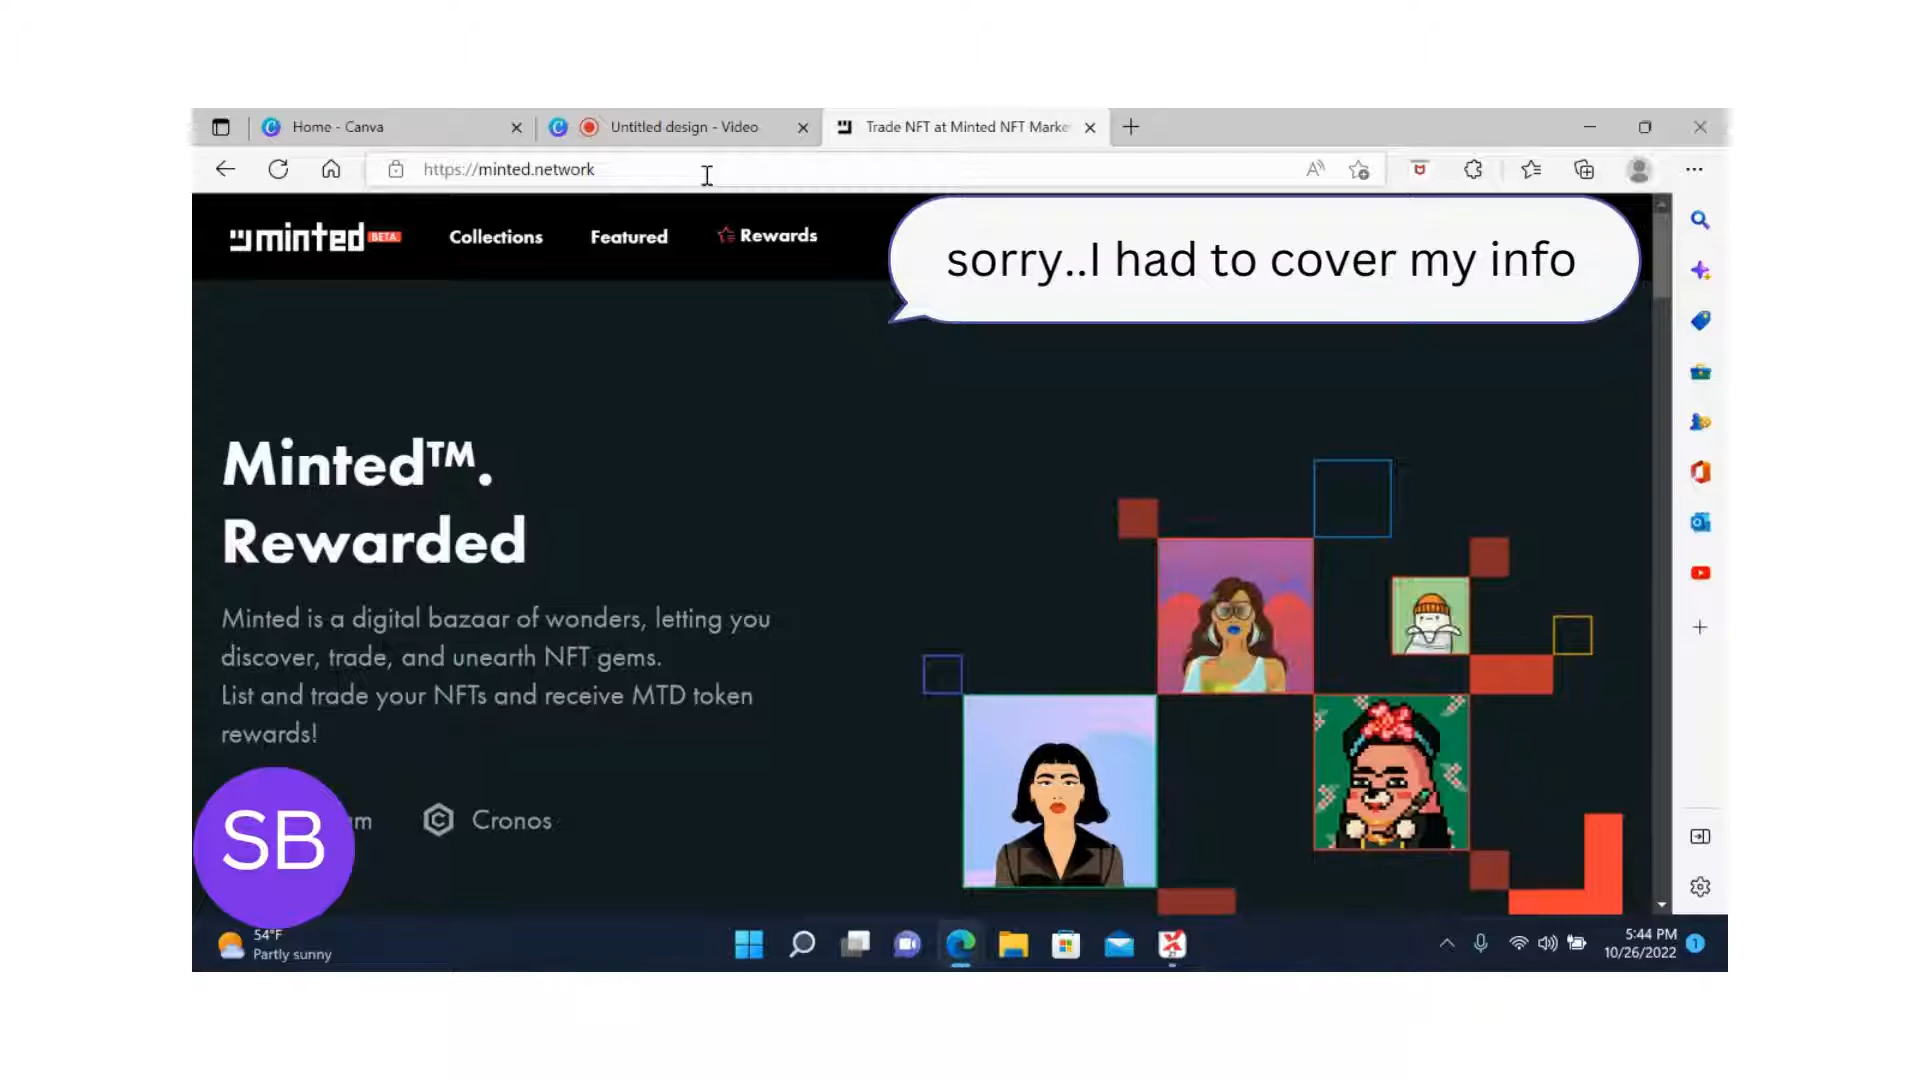 Home - Canva
Untitled design - Video
Trade NFT at Minted NFT Marke
https://minted.network
minted BETA
Collections
Featured
Rewards
sorry..I had to cover my info
Minted™.
Rewarded
Minted is a digital bazaar of wonders, letting you
discover, trade, and unearth NFT gems.
List and trade your NFTs and receive MTD token
rewards!
SB
m
Cronos
54°F
Partly sunny
5:44 PM
10/26/2022
1